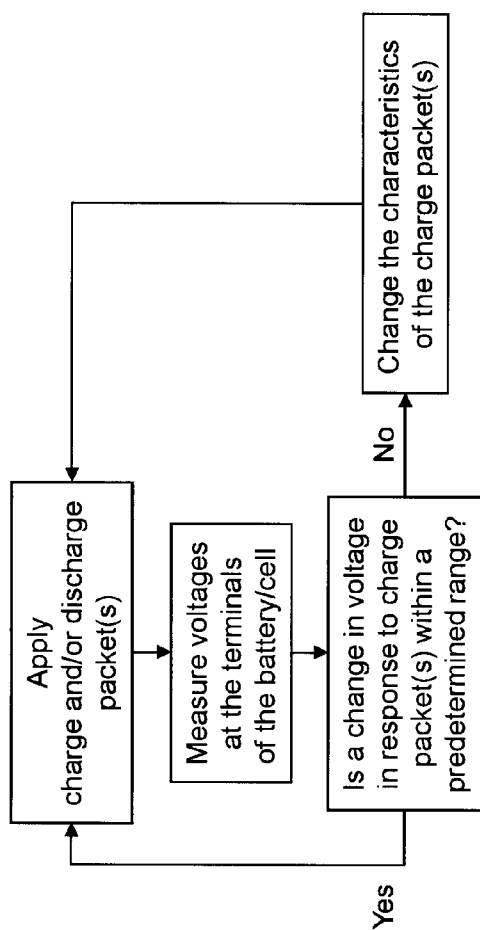 Apply
charge and/or discharge
packet(s)
Measure voltages
at the terminals
of the battery/cell
Is a change in voltage
in response to charge
packet(s) within a
predetermined range?
Yes
No
Change the characteristics
of the charge packet(s)